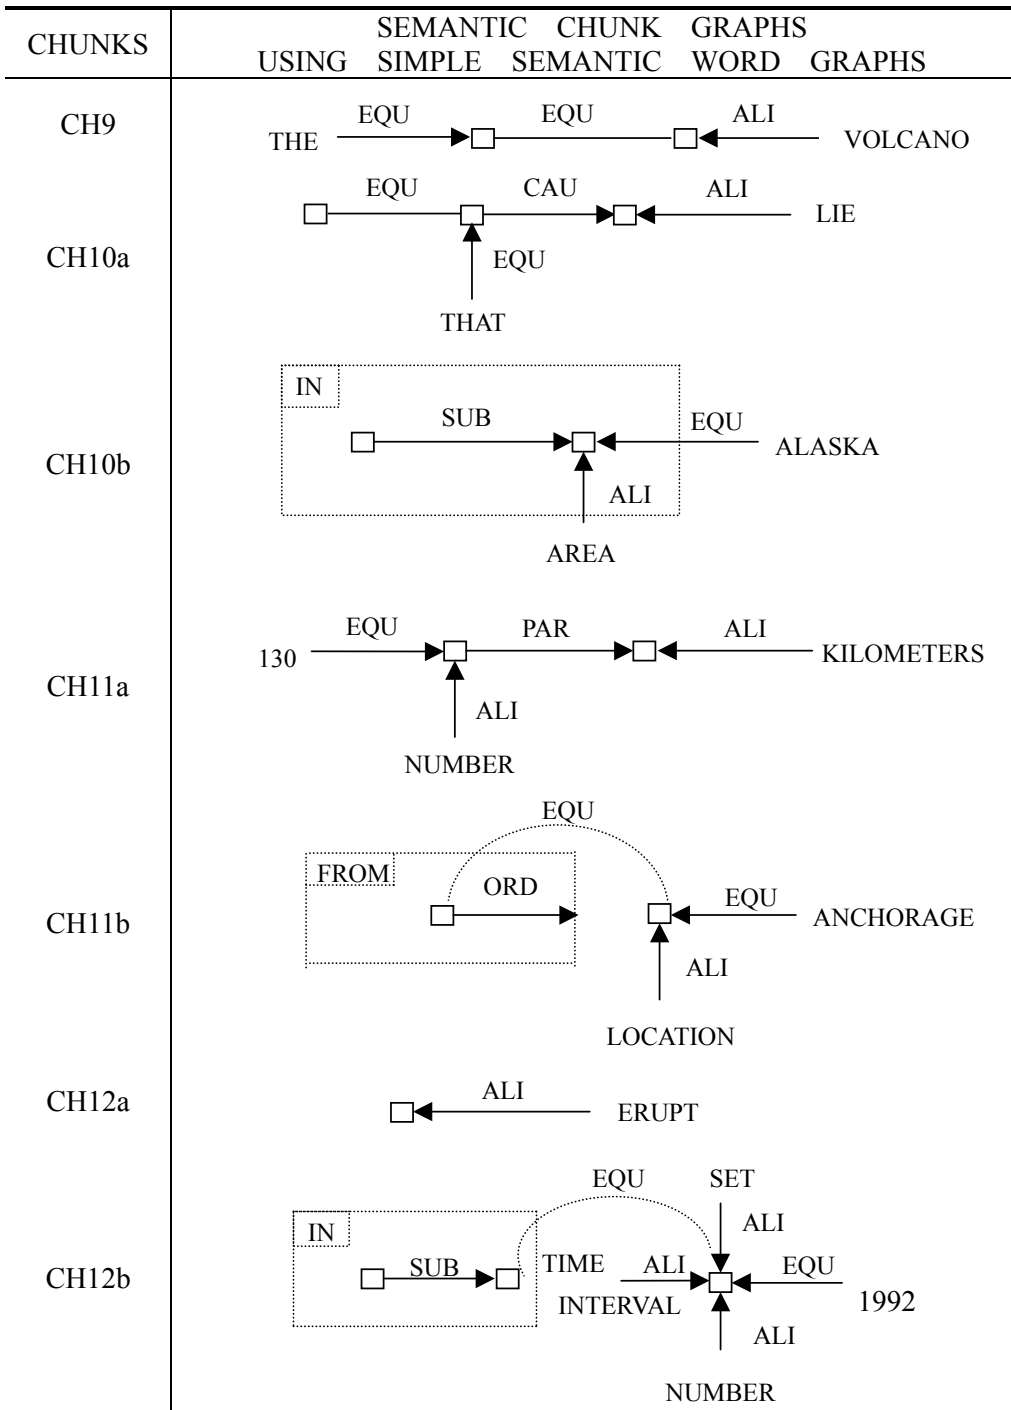 CHUNKS
SEMANTIC CHUNK GRAPHS
USING SIMPLE SEMANTIC WORD GRAPHS
CH9
THE EQU EQU ALI VOLCANO
CH10a
EQU CAU ALI LIE
EQU
THAT
CH10b
IN
SUB EQU ALASKA
ALI
AREA
CH11a
130 EQU PAR ALI KILOMETERS
ALI
NUMBER
CH11b
EQU
FROM
ORD EQU ANCHORAGE
ALI
LOCATION
CH12a
ALI ERUPT
CH12b
EQU SET
IN ALI
SUB TIME ALI EQU
INTERVAL 1992
ALI
NUMBER